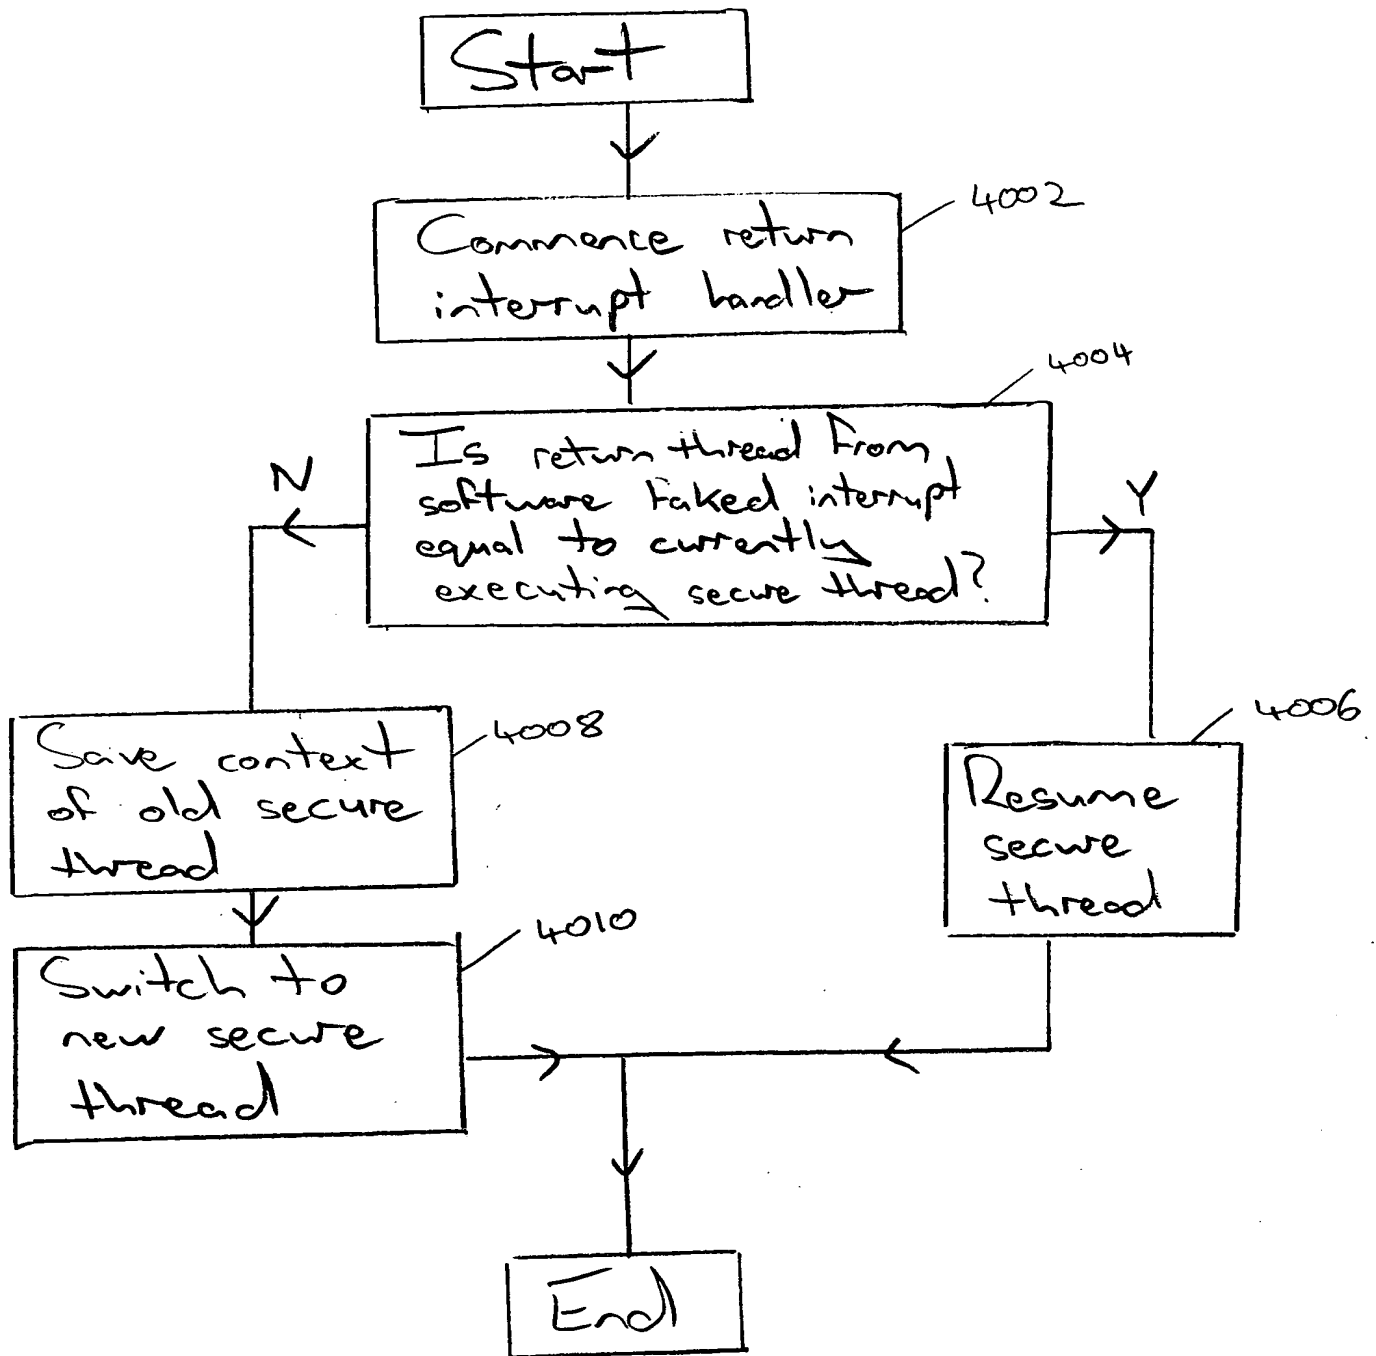 Start
Commence return
interrupt handler
4002
4004
Is return thread from
software faked interrupt
equal to currently
executing secure thread?
N
Y
Save context
of old secure
thread
4008
4006
Resume
secure
thread
Switch to
new secure
thread
4010
End